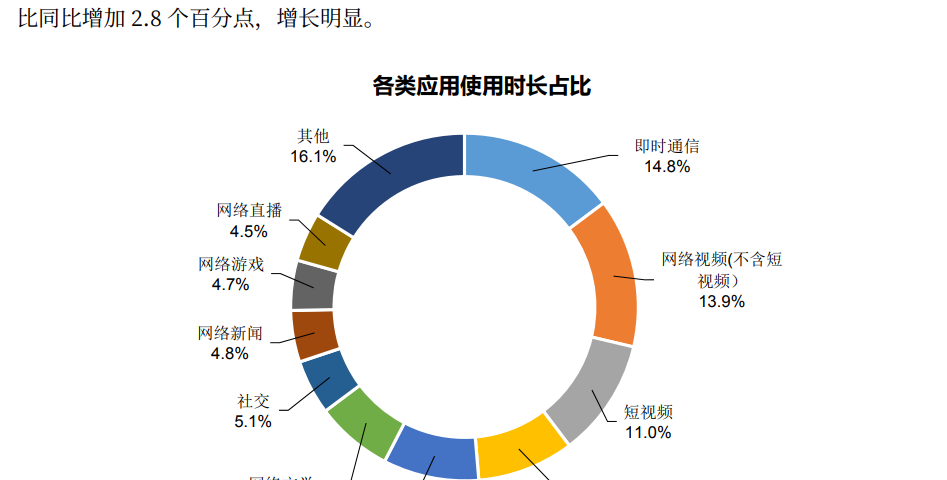 比同比增加 2.8 个百分点，增长明显。
各类应用使用时长占比
其他
16.1%
即时通信
14.8%
网络直播
4.5%
网络视频(不含短
视频）
13.9%
网络游戏
4.7%
网络新闻
4.8%
社交
5.1%
短视频
11.0%